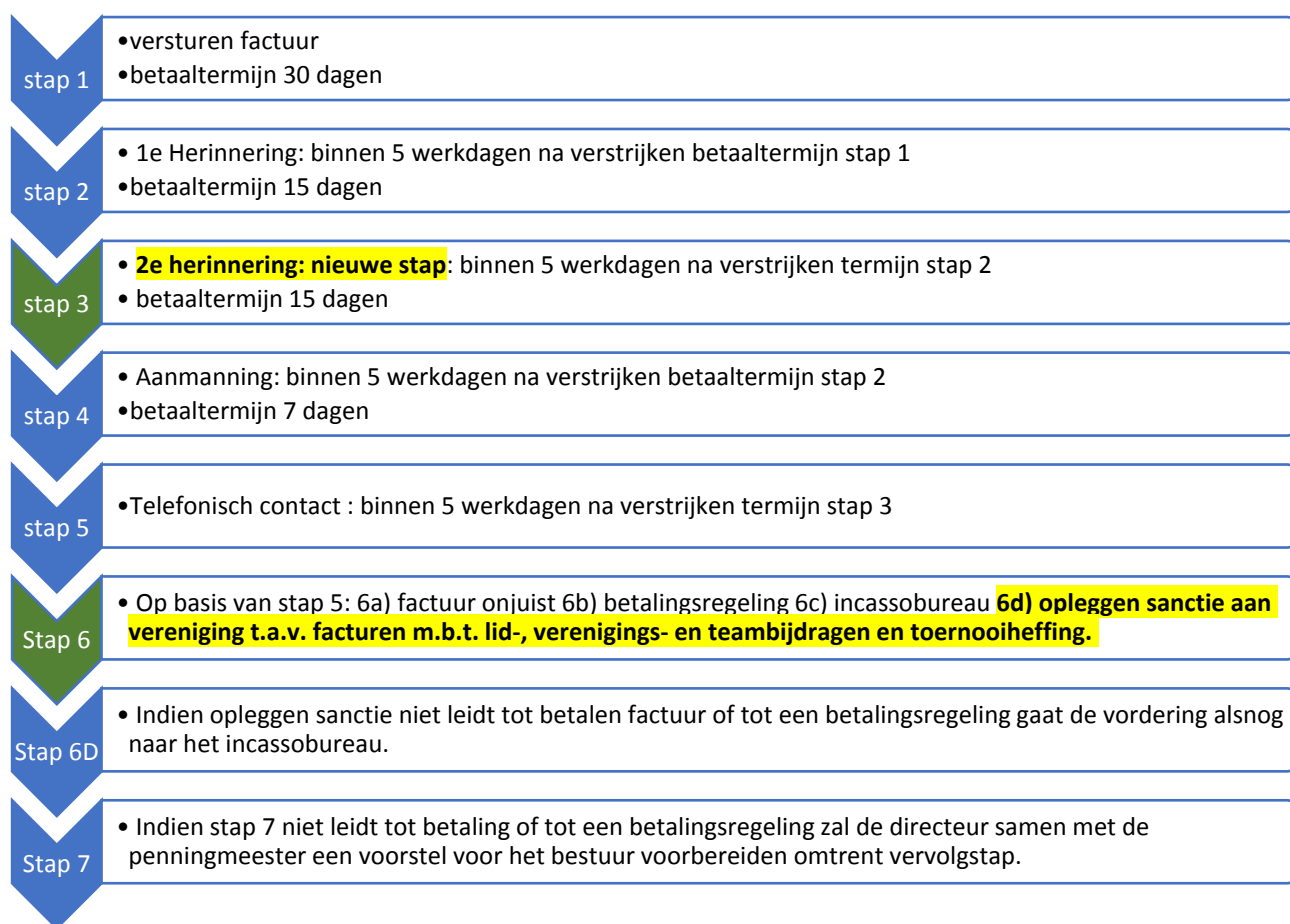 stap 1
•versturen factuur
•betaaltermijn 30 dagen
stap 2
• 1e Herinnering: binnen 5 werkdagen na verstrijken betaaltermijn stap 1
•betaaltermijn 15 dagen
stap 3
• 2e herinnering: nieuwe stap: binnen 5 werkdagen na verstrijken termijn stap 2
• betaaltermijn 15 dagen
stap 4
• Aanmanning: binnen 5 werkdagen na verstrijken betaaltermijn stap 2
•betaaltermijn 7 dagen
stap 5
•Telefonisch contact : binnen 5 werkdagen na verstrijken termijn stap 3
Stap 6
• Op basis van stap 5: 6a) factuur onjuist 6b) betalingsregeling 6c) incassobureau 6d) opleggen sanctie aan
vereniging t.a.v. facturen m.b.t. lid-, verenigings- en teambijdragen en toernooiheffing.
Stap 6D
• Indien opleggen sanctie niet leidt tot betalen factuur of tot een betalingsregeling gaat de vordering alsnog
naar het incassobureau.
Stap 7
• Indien stap 7 niet leidt tot betaling of tot een betalingsregeling zal de directeur samen met de
penningmeester een voorstel voor het bestuur voorbereiden omtrent vervolgstap.